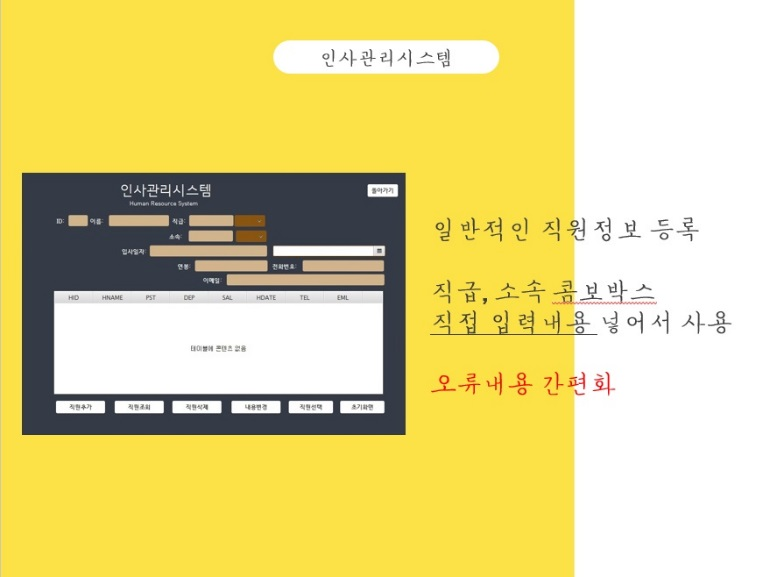 인사관리시스템
인사관리시스템
Human Resource System
돌아가기
ID: 이름: 직급:
소속:
입사일자:
연봉: 전화번호:
이메일:
HID HNAME PST DEP SAL HDATE TEL EML
테이블에 콘텐츠 없음
직원추가 직원조회 직원삭제 내용변경 직원선택 초기화면
일반적인 직원정보 등록
직급, 소속 콤보박스
직접 입력내용 넣어서 사용
오류내용 간편화